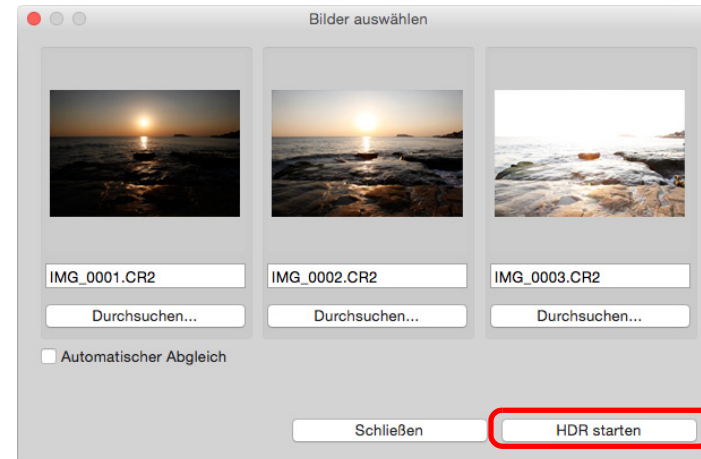 Bilder auswählen
IMG_0001.CR2
IMG_0002.CR2
IMG_0003.CR2
Durchsuchen...
Durchsuchen...
Durchsuchen...
Automatischer Abgleich
Schließen
HDR starten